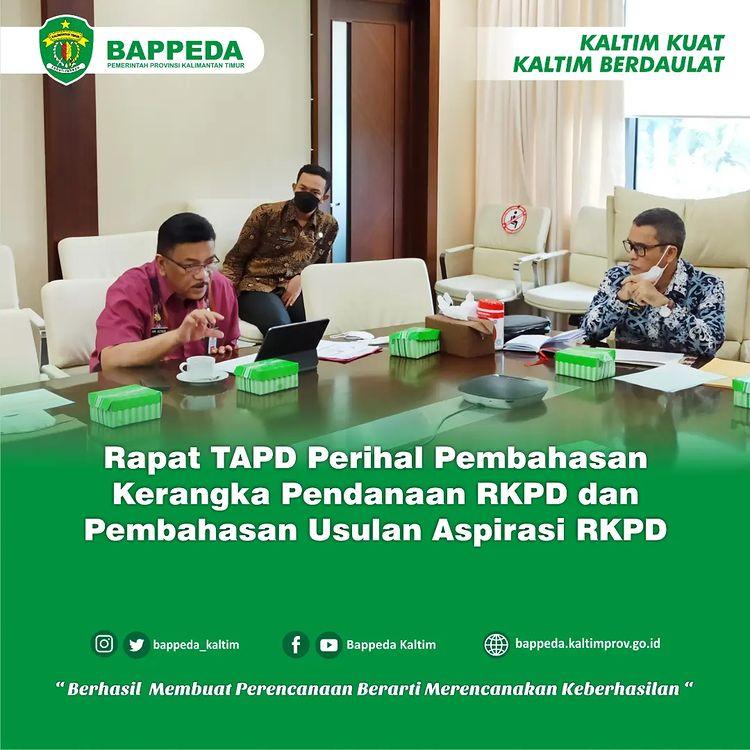 BAPPEDA
PEMERINTAH PROVINSI KALIMANTAN TIMUR
KALTIM KUAT
KALTIM BERDAULAT
Rapat TAPD Perihal Pembahasan
Kerangka Pendanaan RKPD dan
Pembahasan Usulan Aspirasi RKPD
bappeda_kaltim
Bappeda Kaltim
bappeda.kaltimprov.go.id
“ Berhasil Membuat Perencanaan Berarti Merencanakan Keberhasilan “